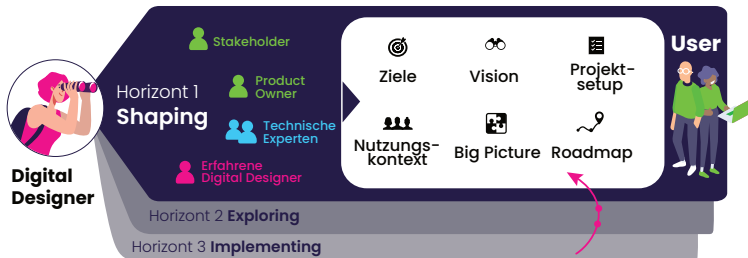 Digital
Designer
Horizont 1
Shaping
Stakeholder
Product
Owner
Technische
Experten
Erfahrene
Digital Designer
Ziele
Vision
Projekt-
setup
Nutzungs-
kontext
Big Picture
Roadmap
User
Horizont 2 Exploring
Horizont 3 Implementing